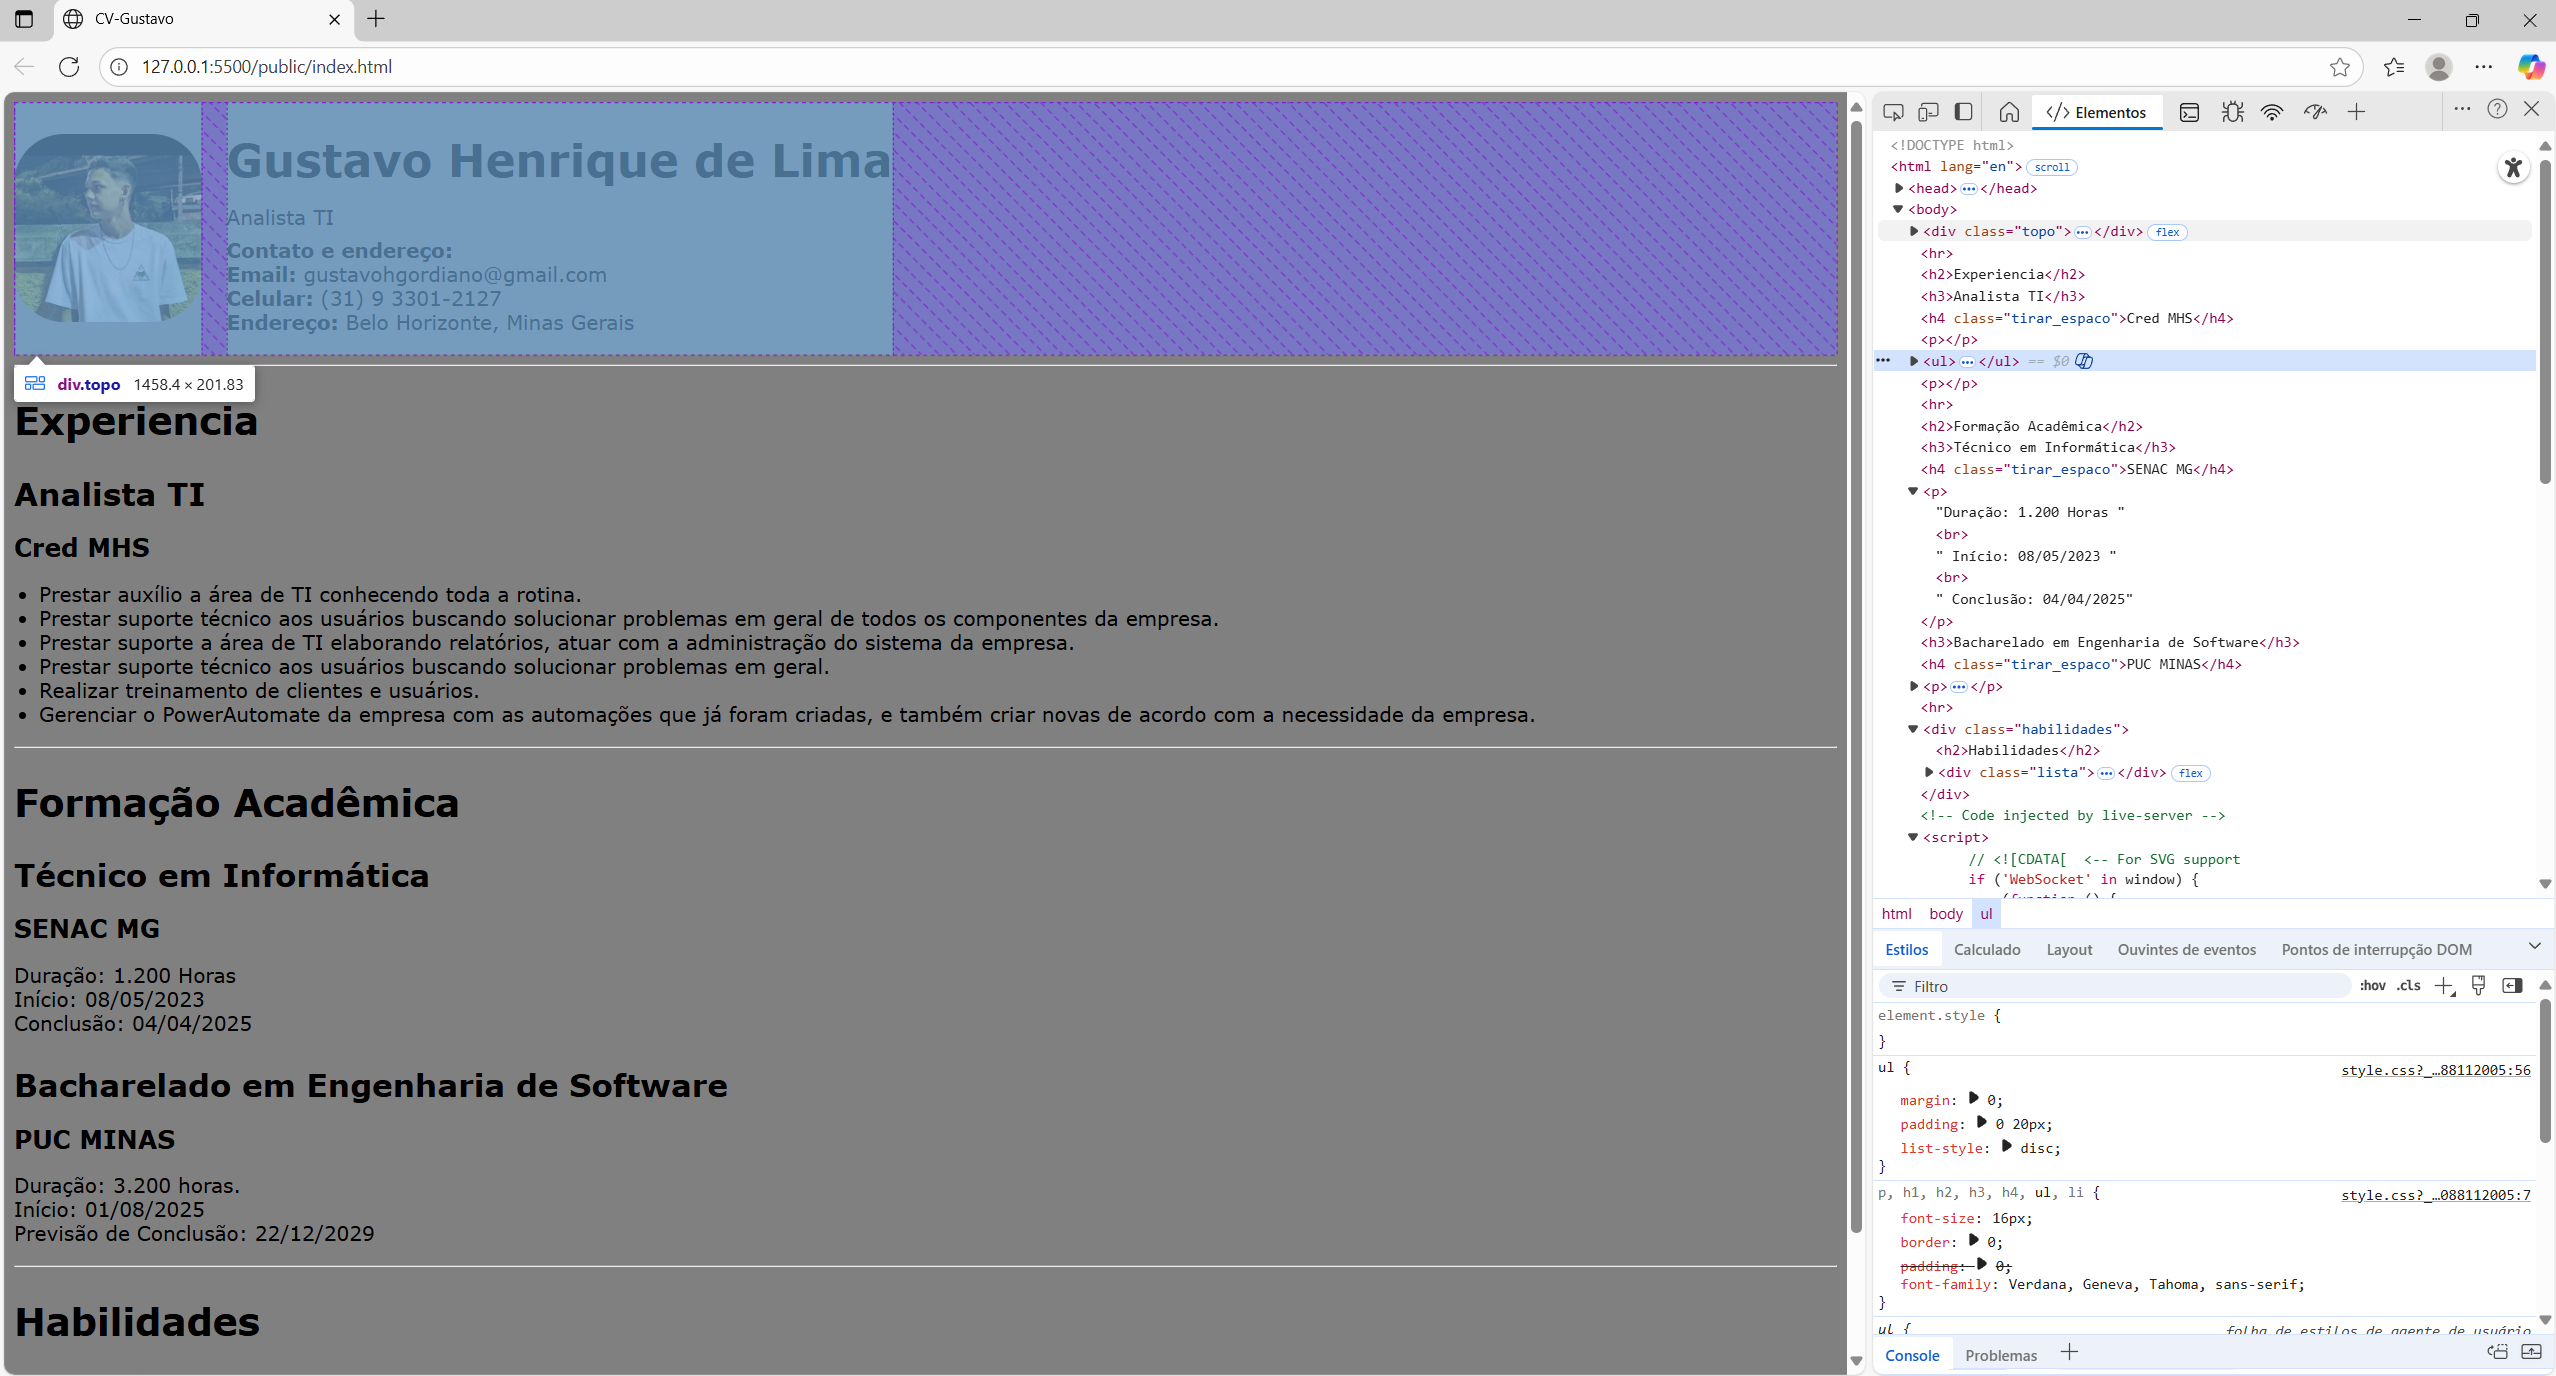 CV-Gustavo
127.0.0.1:5500/public/index.html
Gustavo Henrique de Lima
Analista TI
Contato e endereço:
Email: gustavohgordiano@gmail.com
Celular: (31) 9 3301-2127
Endereço: Belo Horizonte, Minas Gerais
div.topo 1458.4 × 201.83
Experiencia
Analista TI
Cred MHS
• Prestar auxílio a área de TI conhecendo toda a rotina.
• Prestar suporte técnico aos usuários buscando solucionar problemas em geral de todos os componentes da empresa.
• Prestar suporte a área de TI elaborando relatórios, atuar com a administração do sistema da empresa.
• Prestar suporte técnico aos usuários buscando solucionar problemas em geral.
• Realizar treinamento de clientes e usuários.
• Gerenciar o PowerAutomate da empresa com as automações que já foram criadas, e também criar novas de acordo com a necessidade da empresa.
Formação Acadêmica
Técnico em Informática
SENAC MG
Duração: 1.200 Horas
Início: 08/05/2023
Conclusão: 04/04/2025
Bacharelado em Engenharia de Software
PUC MINAS
Duração: 3.200 horas.
Início: 01/08/2025
Previsão de Conclusão: 22/12/2029
Habilidades
Elementos
<!DOCTYPE html>
<html lang="en"> scroll
<head> ••• </head>
<body>
<div class="topo"> ••• </div> flex
<hr>
<h2>Experiencia</h2>
<h3>Analista TI</h3>
<h4 class="tirar_espaco">Cred MHS</h4>
<p></p>
••• <ul> ••• </ul> == $0
<p></p>
<hr>
<h2>Formação Acadêmica</h2>
<h3>Técnico em Informática</h3>
<h4 class="tirar_espaco">SENAC MG</h4>
<p>
"Duração: 1.200 Horas "
<br>
" Início: 08/05/2023 "
<br>
" Conclusão: 04/04/2025"
</p>
<h3>Bacharelado em Engenharia de Software</h3>
<h4 class="tirar_espaco">PUC MINAS</h4>
<p> ••• </p>
<hr>
<div class="habilidades">
<h2>Habilidades</h2>
<div class="lista"> ••• </div> flex
</div>
<!-- Code injected by live-server -->
<script>
// <![CDATA[  <-- For SVG support
if ('WebSocket' in window) {
(function () {
html body ul
Estilos Calculado Layout Ouvintes de eventos Pontos de interrupção DOM
Filtro :hov .cls
element.style {
}
ul { style.css?_…88112005:56
margin: 0;
padding: 0 20px;
list-style: disc;
}
p, h1, h2, h3, h4, ul, li { style.css?_…088112005:7
font-size: 16px;
border: 0;
padding: 0;
font-family: Verdana, Geneva, Tahoma, sans-serif;
}
ul { folha de estilos de agente de usuário
Console Problemas